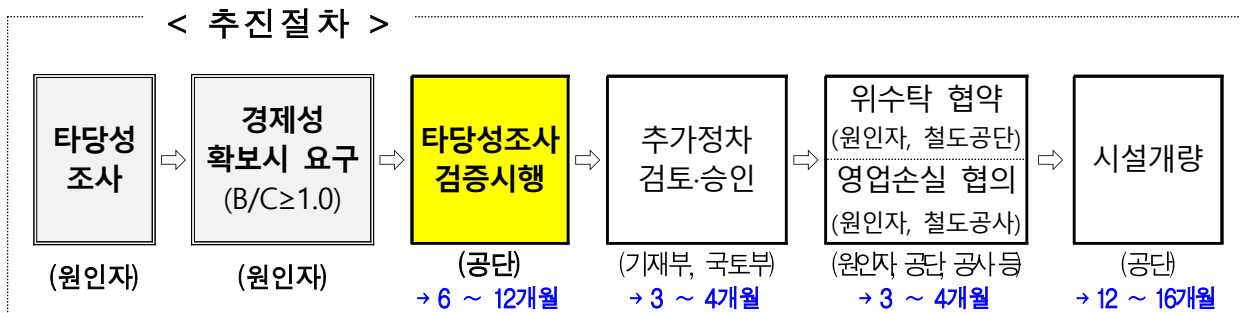 < 추진절차 >
타당성
조사
(원인자)
⇨
경제성
확보시 요구
(B/C≥1.0)
(원인자)
⇨
타당성조사
검증시행
(공단)
→ 6 ~ 12개월
⇨
추가정차
검토·승인
(기재부, 국토부)
→ 3 ~ 4개월
⇨
위수탁 협약
(원인자, 철도공단)
영업손실 협의
(원인자, 철도공사)
(원인자, 공단, 공사 등)
→ 3 ~ 4개월
⇨
시설개량
(공단)
→ 12 ~ 16개월